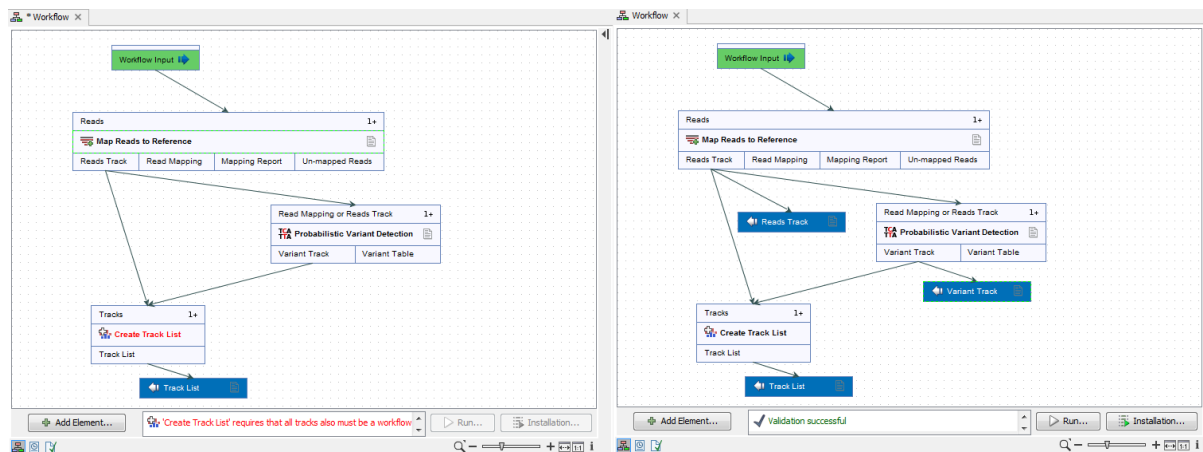 * Workflow
Workflow Input
Reads 1+
Map Reads to Reference
Reads Track Read Mapping Mapping Report Un-mapped Reads
Read Mapping or Reads Track 1+
Probabilistic Variant Detection
Variant Track Variant Table
Tracks 1+
Create Track List
Track List
Track List
Add Element... 'Create Track List' requires that all tracks also must be a workflow Run... Installation...
1:1 i
Workflow
Workflow Input
Reads 1+
Map Reads to Reference
Reads Track Read Mapping Mapping Report Un-mapped Reads
Reads Track
Read Mapping or Reads Track 1+
Probabilistic Variant Detection
Variant Track Variant Table
Variant Track
Tracks 1+
Create Track List
Track List
Track List
Add Element... Validation successful Run... Installation...
1:1 i